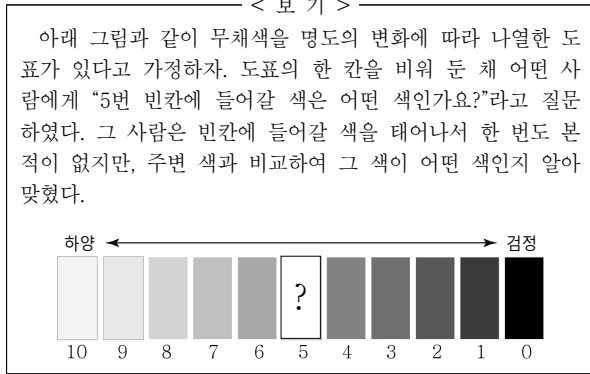 < 보 기 >
아래 그림과 같이 무채색을 명도의 변화에 따라 나열한 도
표가 있다고 가정하자. 도표의 한 칸을 비워 둔 채 어떤 사
람에게 “5번 빈칸에 들어갈 색은 어떤 색인가요?”라고 질문
하였다. 그 사람은 빈칸에 들어갈 색을 태어나서 한 번도 본
적이 없지만, 주변 색과 비교하여 그 색이 어떤 색인지 알아
맞혔다.
하양 검정
?
10 9 8 7 6 5 4 3 2 1 0